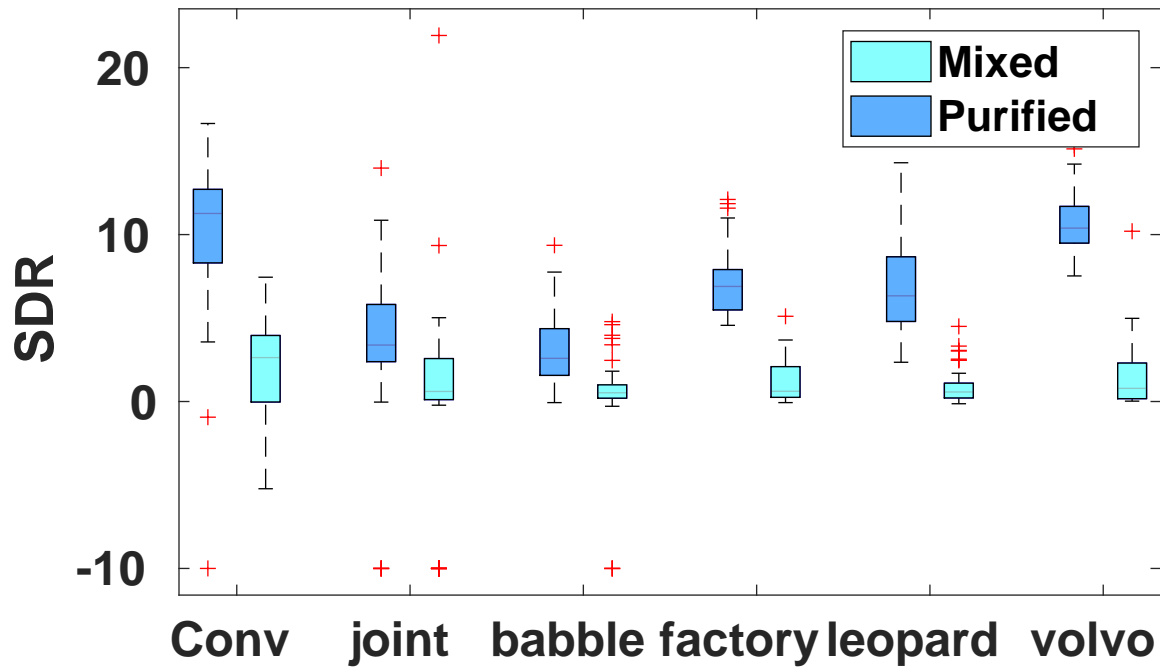 20
10
0
-10
SDR
Mixed
Purified
Conv joint babble factory leopard volvo